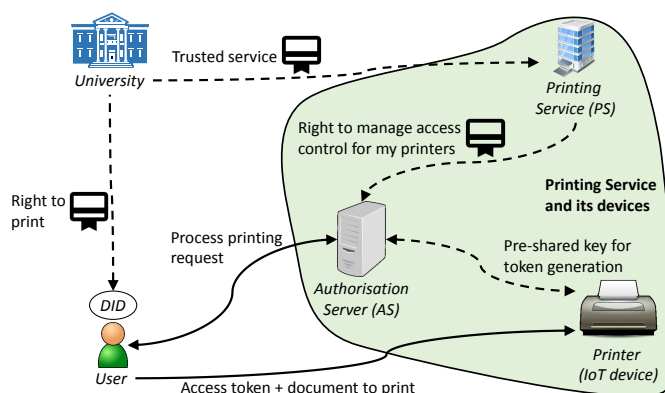 Trusted service
University
Printing
Service (PS)
Right to manage access
control for my printers
Right to
print
Printing Service
and its devices
Process printing
request
Pre-shared key for
token generation
Authorisation
Server (AS)
DID
User
Printer
(IoT device)
Access token + document to print